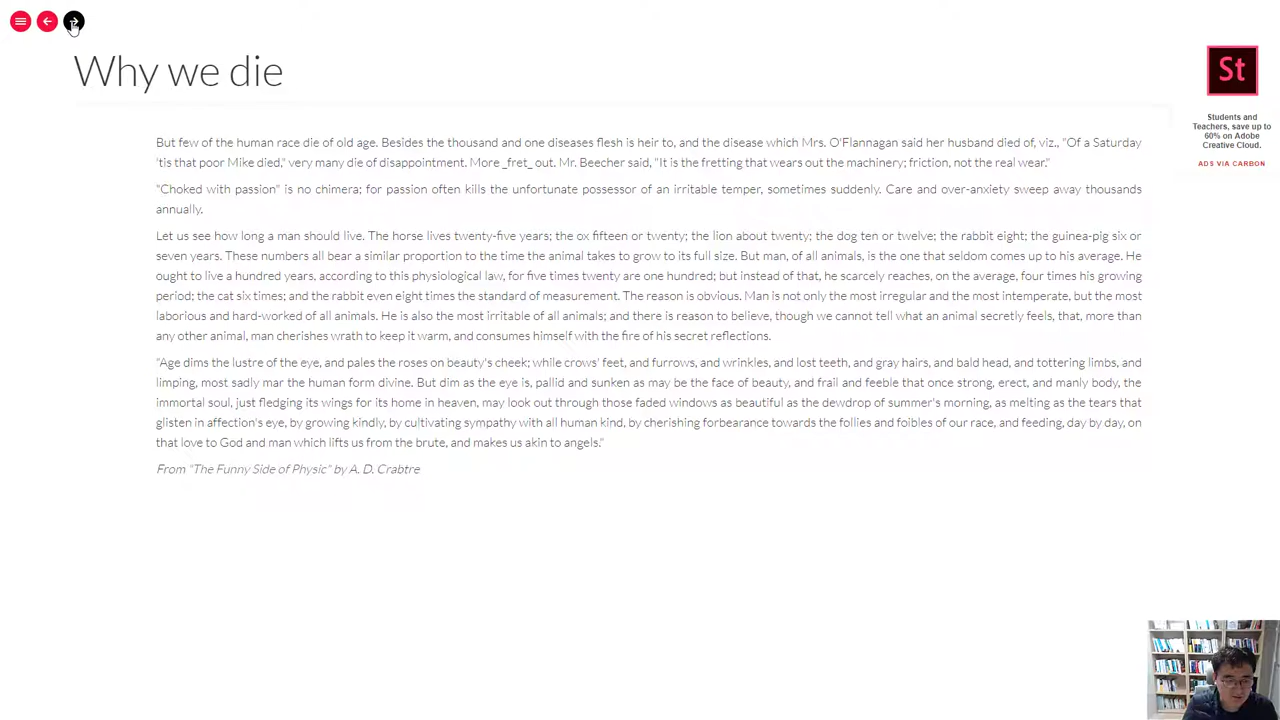 Why we die
St
Students and
Teachers, save up to
60% on Adobe
Creative Cloud.
ADS VIA CARBON
But few of the human race die of old age. Besides the thousand and one diseases flesh is heir to, and the disease which Mrs. O'Flannagan said her husband died of, viz., "Of a Saturday
'tis that poor Mike died," very many die of disappointment. More _fret_ out. Mr. Beecher said, "It is the fretting that wears out the machinery; friction, not the real wear."
"Choked with passion" is no chimera; for passion often kills the unfortunate possessor of an irritable temper, sometimes suddenly. Care and over-anxiety sweep away thousands
annually.
Let us see how long a man should live. The horse lives twenty-five years; the ox fifteen or twenty; the lion about twenty; the dog ten or twelve; the rabbit eight; the guinea-pig six or
seven years. These numbers all bear a similar proportion to the time the animal takes to grow to its full size. But man, of all animals, is the one that seldom comes up to his average. He
ought to live a hundred years, according to this physiological law, for five times twenty are one hundred; but instead of that, he scarcely reaches, on the average, four times his growing
period; the cat six times; and the rabbit even eight times the standard of measurement. The reason is obvious. Man is not only the most irregular and the most intemperate, but the most
laborious and hard-worked of all animals. He is also the most irritable of all animals; and there is reason to believe, though we cannot tell what an animal secretly feels, that, more than
any other animal, man cherishes wrath to keep it warm, and consumes himself with the fire of his secret reflections.
"Age dims the lustre of the eye, and pales the roses on beauty's cheek; while crows' feet, and furrows, and wrinkles, and lost teeth, and gray hairs, and bald head, and tottering limbs, and
limping, most sadly mar the human form divine. But dim as the eye is, pallid and sunken as may be the face of beauty, and frail and feeble that once strong, erect, and manly body, the
immortal soul, just fledging its wings for its home in heaven, may look out through those faded windows as beautiful as the dewdrop of summer's morning, as melting as the tears that
glisten in affection's eye, by growing kindly, by cultivating sympathy with all human kind, by cherishing forbearance towards the follies and foibles of our race, and feeding, day by day, on
that love to God and man which lifts us from the brute, and makes us akin to angels."
From "The Funny Side of Physic" by A. D. Crabtre